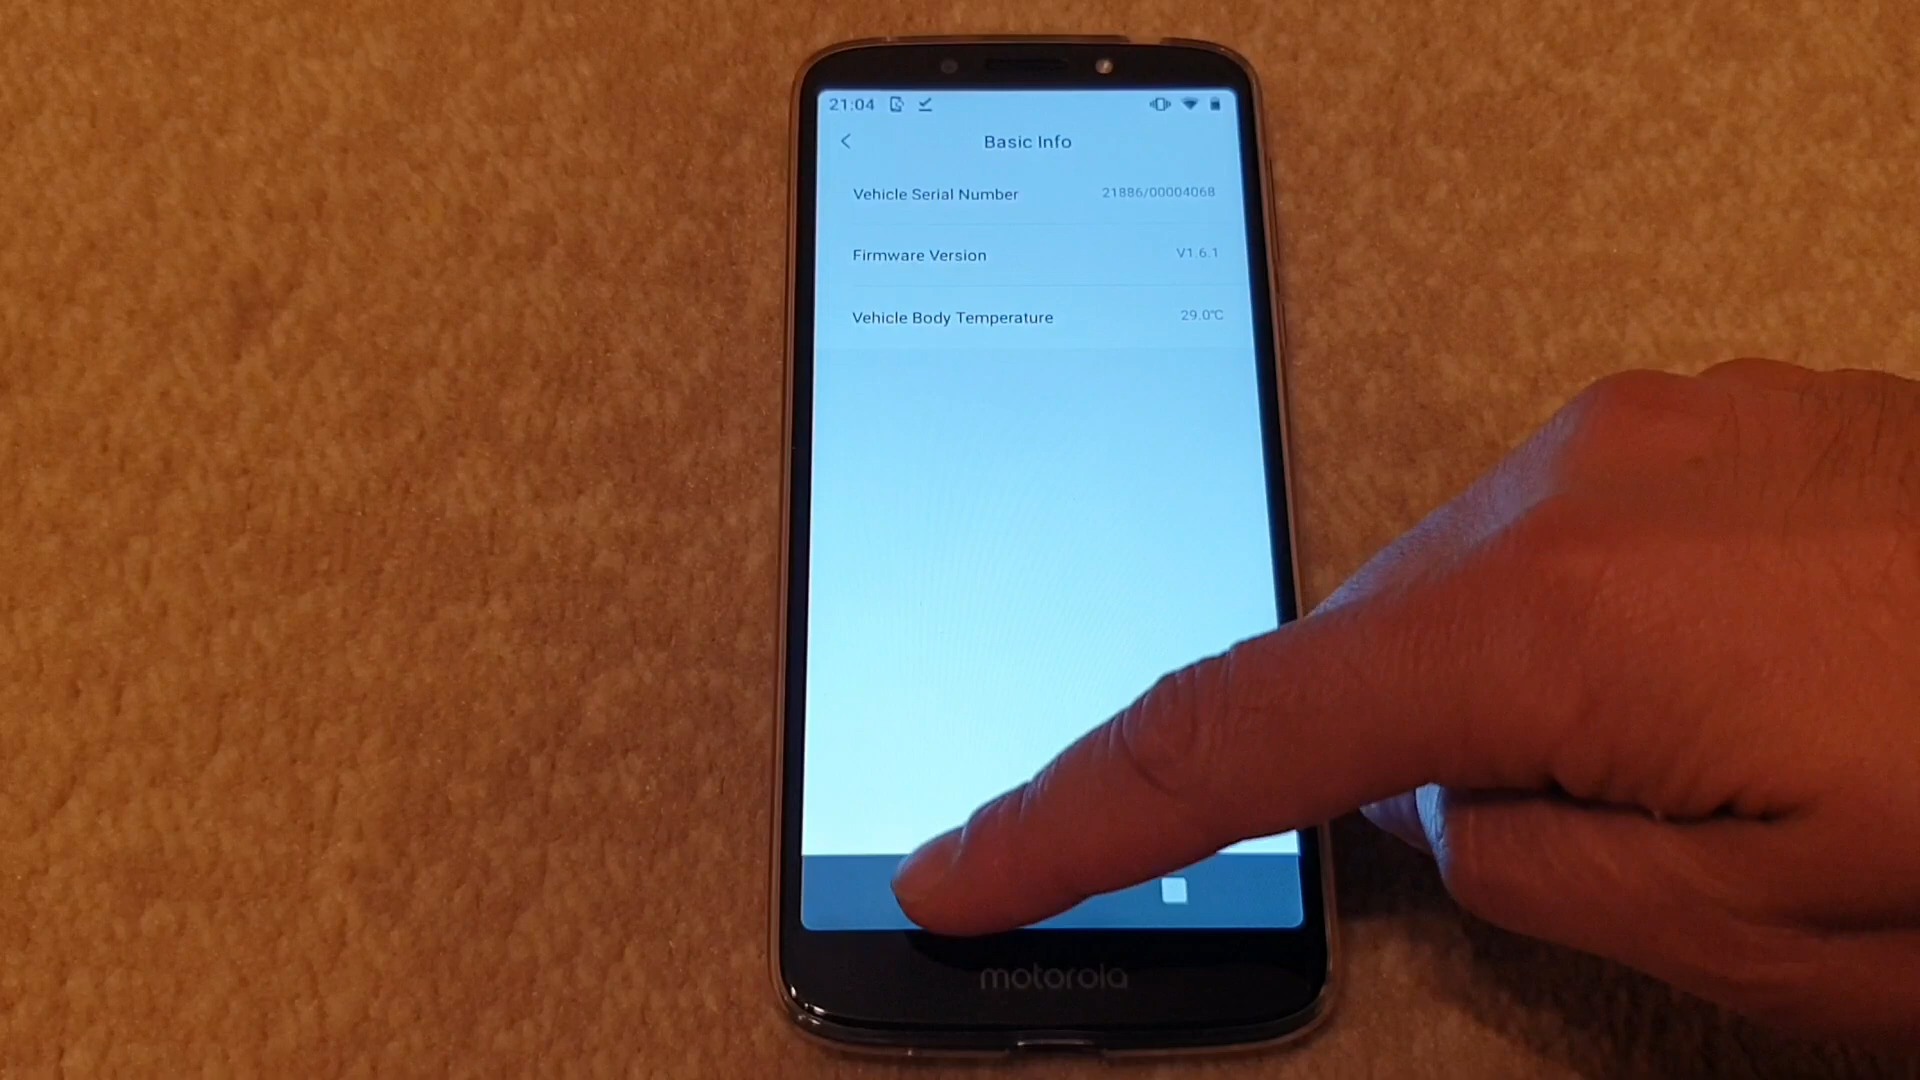 21:04
Basic Info
Vehicle Serial Number 21886/00004068
Firmware Version V1.6.1
Vehicle Body Temperature 29.0℃
motorola